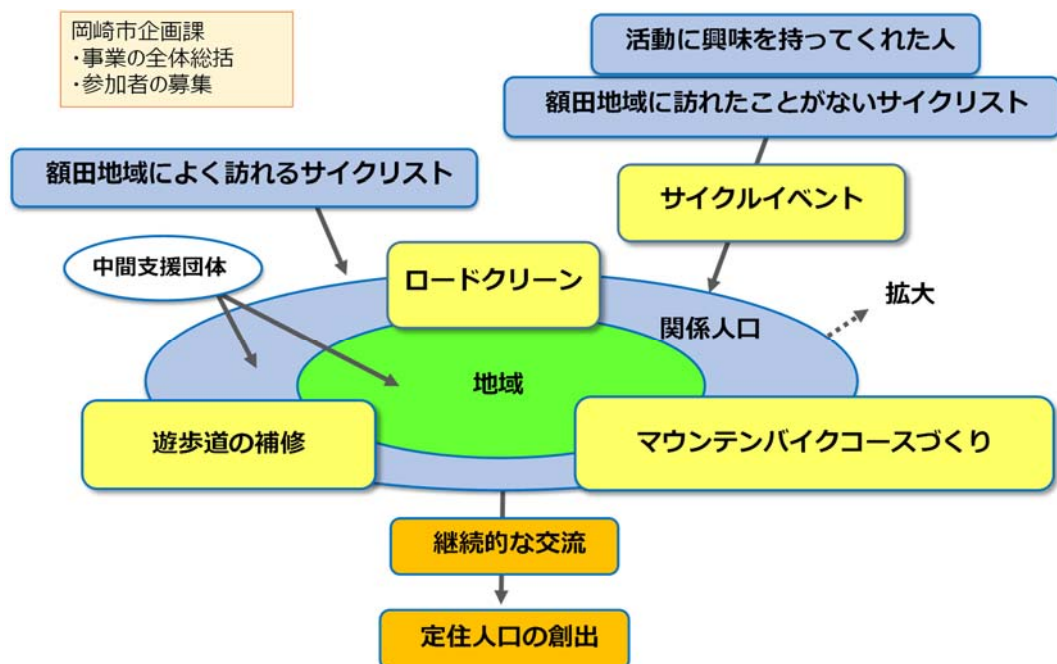 岡崎市企画課
・事業の全体総括
・参加者の募集
活動に興味を持ってくれた人
額田地域に訪れたことがないサイクリスト
額田地域によく訪れるサイクリスト
サイクルイベント
中間支援団体
ロードクリーン
拡大
関係人口
地域
遊歩道の補修
マウンテンバイクコースづくり
継続的な交流
定住人口の創出